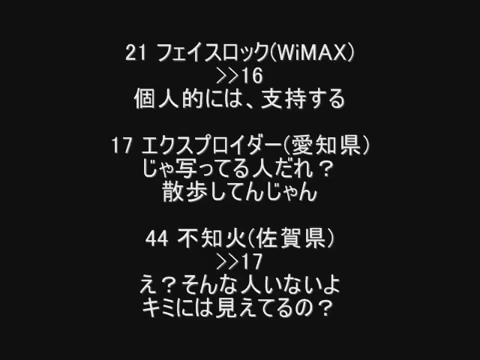 21 フェイスロック(WiMAX)
>>16
個人的には、支持する
17 エクスプロイダー(愛知県)
じゃ写ってる人だれ？
散歩してんじゃん
44 不知火(佐賀県)
>>17
え？そんな人いないよ
キミには見えてるの？